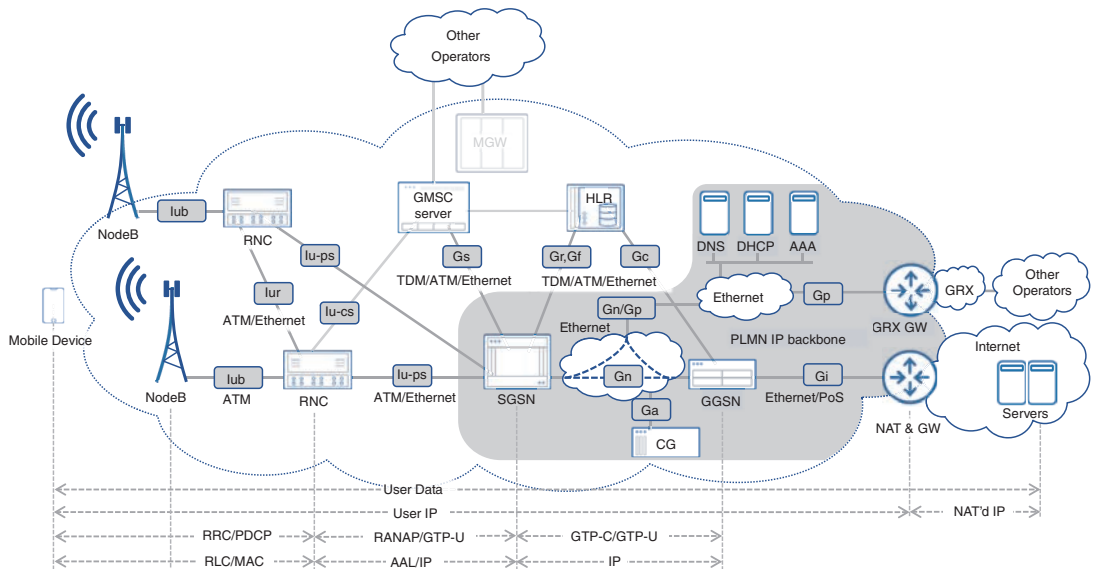 Other
Operators
MGW
GMSC
server
HLR
DNS
DHCP
AAA
Iub
NodeB
RNC
Iu-ps
Gs
Gr,Gf
Gc
TDM/ATM/Ethernet
TDM/ATM/Ethernet
Iur
ATM/Ethernet
Iu-cs
Gn/Gp
Ethernet
Ethernet
Gp
GRX GW
GRX
Other
Operators
Mobile Device
PLMN IP backbone
Internet
Servers
NodeB
Iub
ATM
RNC
Iu-ps
ATM/Ethernet
SGSN
Gn
Ga
CG
GGSN
Gi
Ethernet/PoS
NAT & GW
User Data
User IP
NAT'd IP
RRC/PDCP
RANAP/GTP-U
GTP-C/GTP-U
RLC/MAC
AAL/IP
IP